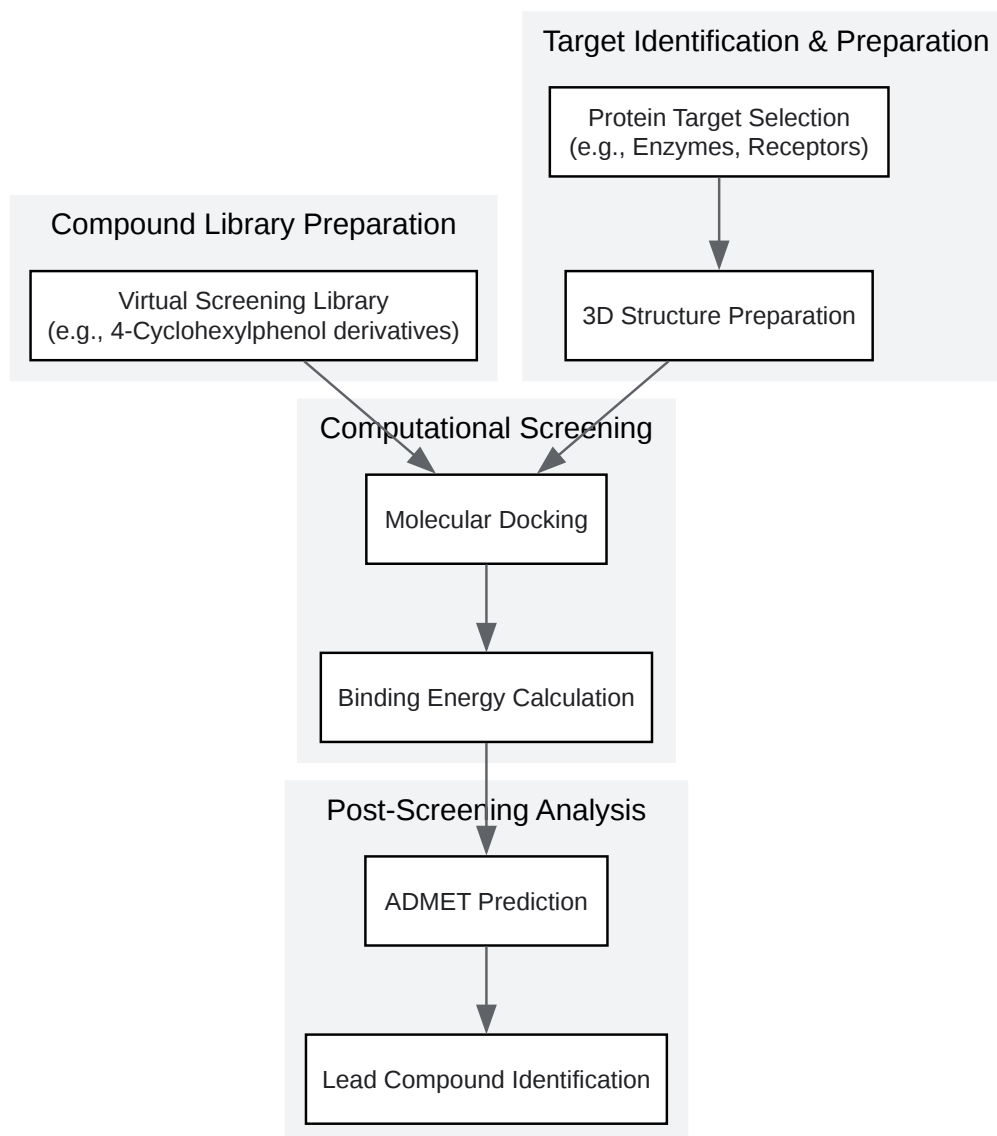 Target Identification & Preparation
Protein Target Selection
(e.g., Enzymes, Receptors)
Compound Library Preparation
Virtual Screening Library
(e.g., 4-Cyclohexylphenol derivatives)
3D Structure Preparation
Computational Screening
Molecular Docking
Binding Energy Calculation
Post-Screening Analysis
ADMET Prediction
Lead Compound Identification